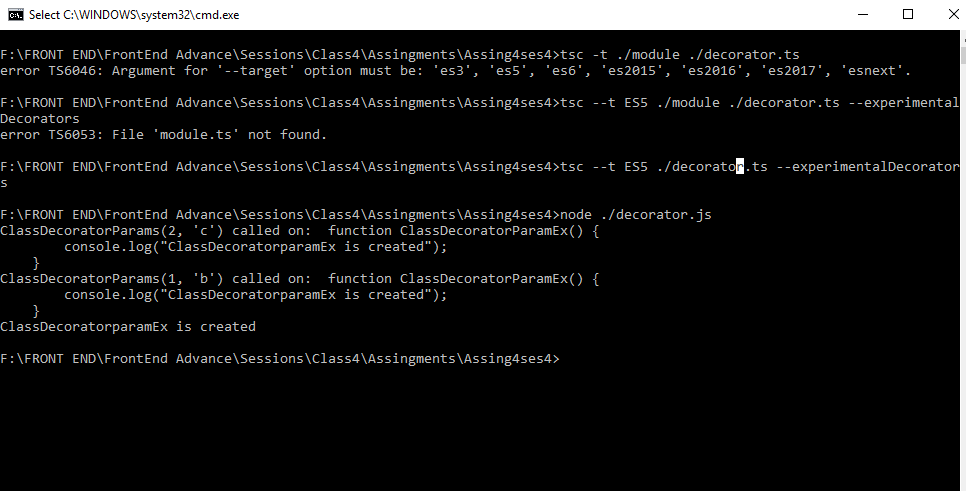 Select C:\WINDOWS\system32\cmd.exe
F:\FRONT END\FrontEnd Advance\Sessions\Class4\Assingments\Assing4ses4>tsc -t ./module ./decorator.ts
error TS6046: Argument for '--target' option must be: 'es3', 'es5', 'es6', 'es2015', 'es2016', 'es2017', 'esnext'.
F:\FRONT END\FrontEnd Advance\Sessions\Class4\Assingments\Assing4ses4>tsc --t ES5 ./module ./decorator.ts --experimental
Decorators
error TS6053: File 'module.ts' not found.
F:\FRONT END\FrontEnd Advance\Sessions\Class4\Assingments\Assing4ses4>tsc --t ES5 ./decorator.ts --experimentalDecorator
s
F:\FRONT END\FrontEnd Advance\Sessions\Class4\Assingments\Assing4ses4>node ./decorator.js
ClassDecoratorParams(2, 'c') called on:  function ClassDecoratorParamEx() {
        console.log("ClassDecoratorparamEx is created");
    }
ClassDecoratorParams(1, 'b') called on:  function ClassDecoratorParamEx() {
        console.log("ClassDecoratorparamEx is created");
    }
ClassDecoratorparamEx is created
F:\FRONT END\FrontEnd Advance\Sessions\Class4\Assingments\Assing4ses4>